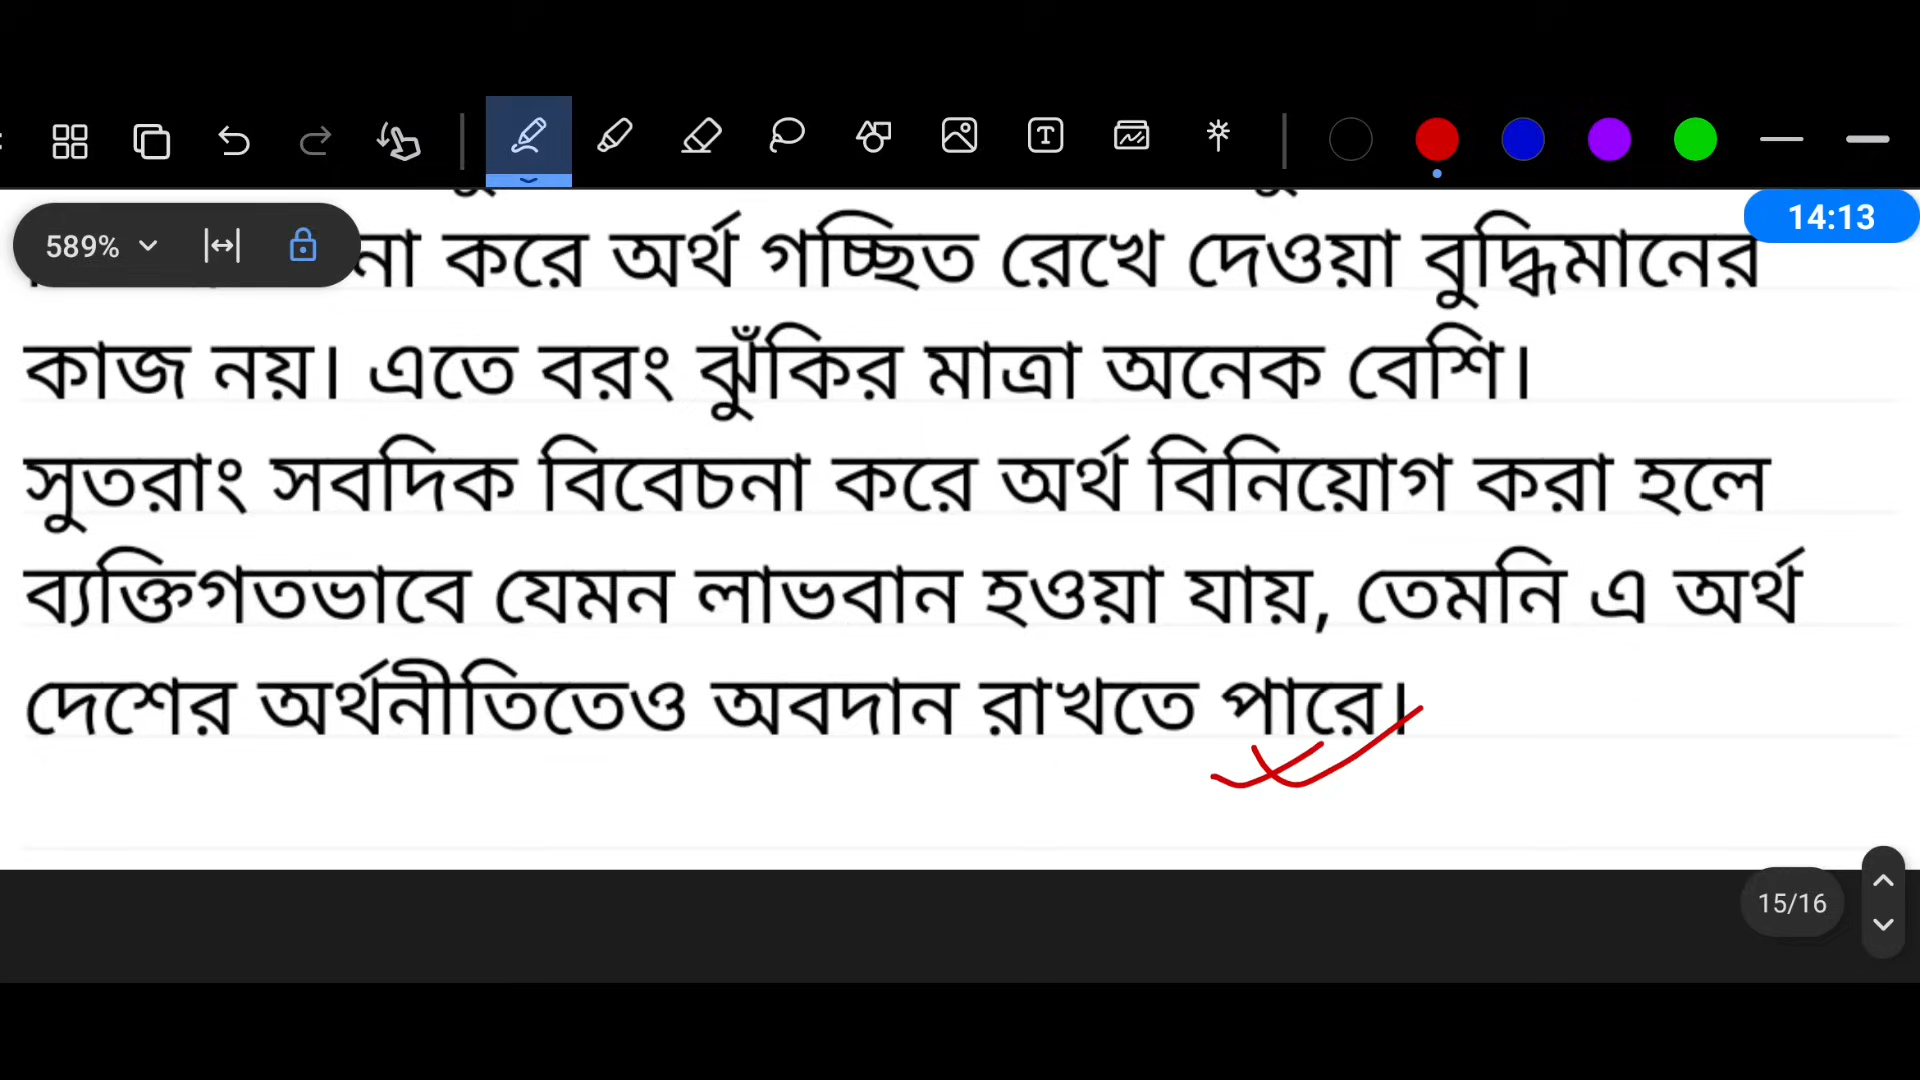 589%
14:13
না করে অর্থ গচ্ছিত রেখে দেওয়া বুদ্ধিমানের
কাজ নয়। এতে বরং ঝুঁকির মাত্রা অনেক বেশি।
সুতরাং সবদিক বিবেচনা করে অর্থ বিনিয়োগ করা হলে
ব্যক্তিগতভাবে যেমন লাভবান হওয়া যায়, তেমনি এ অর্থ
দেশের অর্থনীতিতেও অবদান রাখতে পারে।
15/16